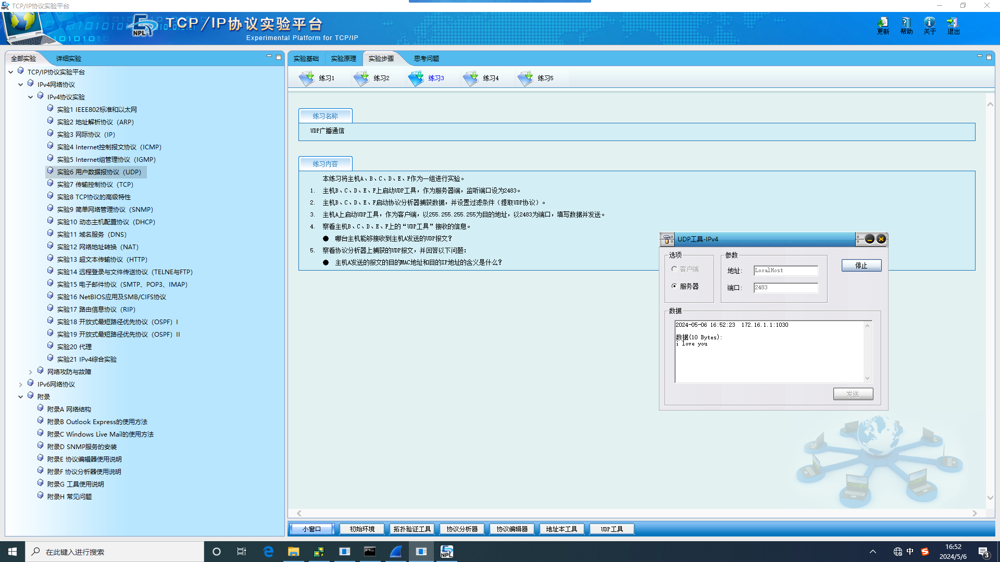 TCP/IP协议实验平台
NPL TCP/IP协议实验平台
Experimental Platform for TCP/IP
更新 帮助 关于 退出
全部实验 详细实验
TCP/IP协议实验平台
IPv4网络协议
IPv4协议实验
实验1 IEEE802标准和以太网
实验2 地址解析协议（ARP）
实验3 网际协议（IP）
实验4 Internet控制报文协议（ICMP）
实验5 Internet组管理协议（IGMP）
实验6 用户数据报协议（UDP）
实验7 传输控制协议（TCP）
实验8 TCP协议的高级特性
实验9 简单网络管理协议（SNMP）
实验10 动态主机配置协议（DHCP）
实验11 域名服务（DNS）
实验12 网络地址转换（NAT）
实验13 超文本传输协议（HTTP）
实验14 远程登录与文件传送协议（TELNE与FTP）
实验15 电子邮件协议（SMTP、POP3、IMAP）
实验16 NetBIOS应用及SMB/CIFS协议
实验17 路由信息协议（RIP）
实验18 开放式最短路径优先协议（OSPF）I
实验19 开放式最短路径优先协议（OSPF）II
实验20 代理
实验21 IPv4综合实验
网络攻防与故障
IPv6网络协议
附录
附录A 网络结构
附录B Outlook Express的使用方法
附录C Windows Live Mail的使用方法
附录D SNMP服务的安装
附录E 协议编辑器使用说明
附录F 协议分析器使用说明
附录G 工具使用说明
附录H 常见问题
实验基础 实验原理 实验步骤 思考问题
练习1 练习2 练习3 练习4 练习5
练习名称
UDP广播通信
练习内容
本练习将主机A、B、C、D、E、F作为一组进行实验。
1. 主机B、C、D、E、F上启动UDP工具，作为服务器端，监听端口设为2483。
2. 主机B、C、D、E、F启动协议分析器捕获数据，并设置过滤条件（提取UDP协议）。
3. 主机A上启动UDP工具，作为客户端，以255.255.255.255为目的地址，以2483为端口，填写数据并发送。
4. 察看主机B、C、D、E、F上的“UDP工具”接收的信息。
● 哪台主机能够接收到主机A发送的UDP报文？
5. 察看协议分析器上捕获的UDP报文，并回答以下问题：
● 主机A发送的报文的目的MAC地址和目的IP地址的含义是什么？
UDP工具-IPv4
选项 参数
客户端 地址: LocalHost 停止
服务器 端口: 2483
数据
2024-05-06 16:52:23 172.16.1.1:1030
数据(10 Bytes):
i love you
发送
小窗口 初始环境 拓扑验证工具 协议分析器 协议编辑器 地址本工具 UDP工具
在此键入进行搜索
NPL
中
16:52
2024/5/6
3